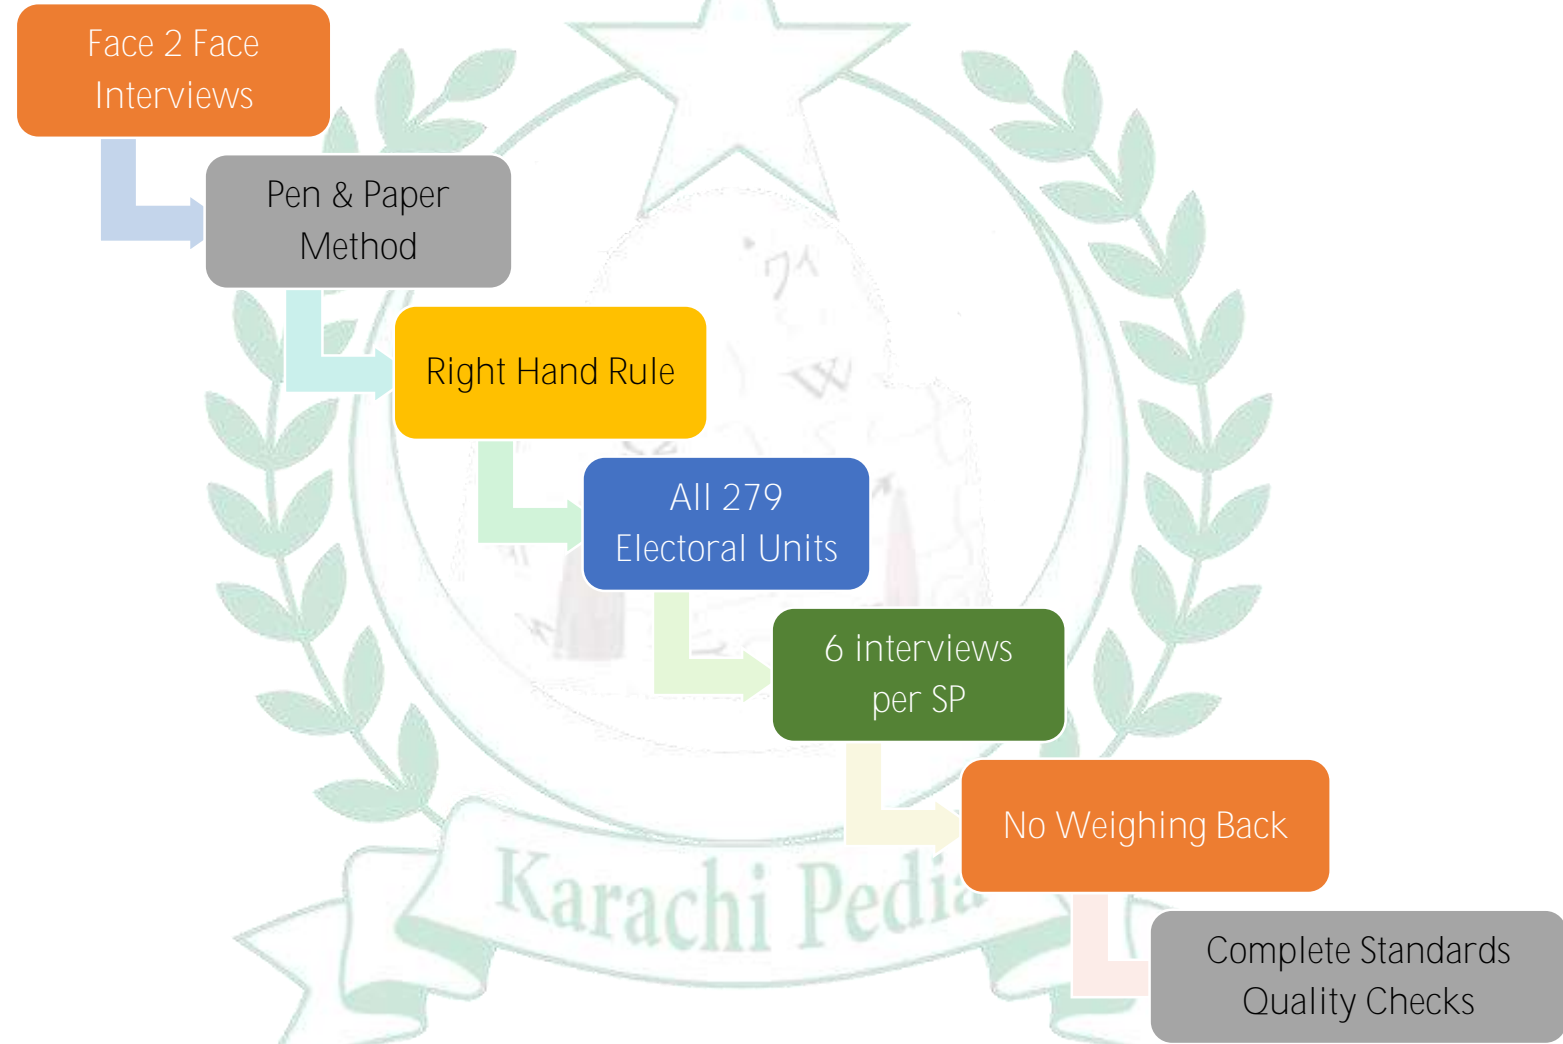 Face 2 Face
Interviews
Pen & Paper
Method
Right Hand Rule
All 279
Electoral Units
6 interviews
per SP
No Weighing Back
Karachi Pedia
Complete Standards
Quality Checks